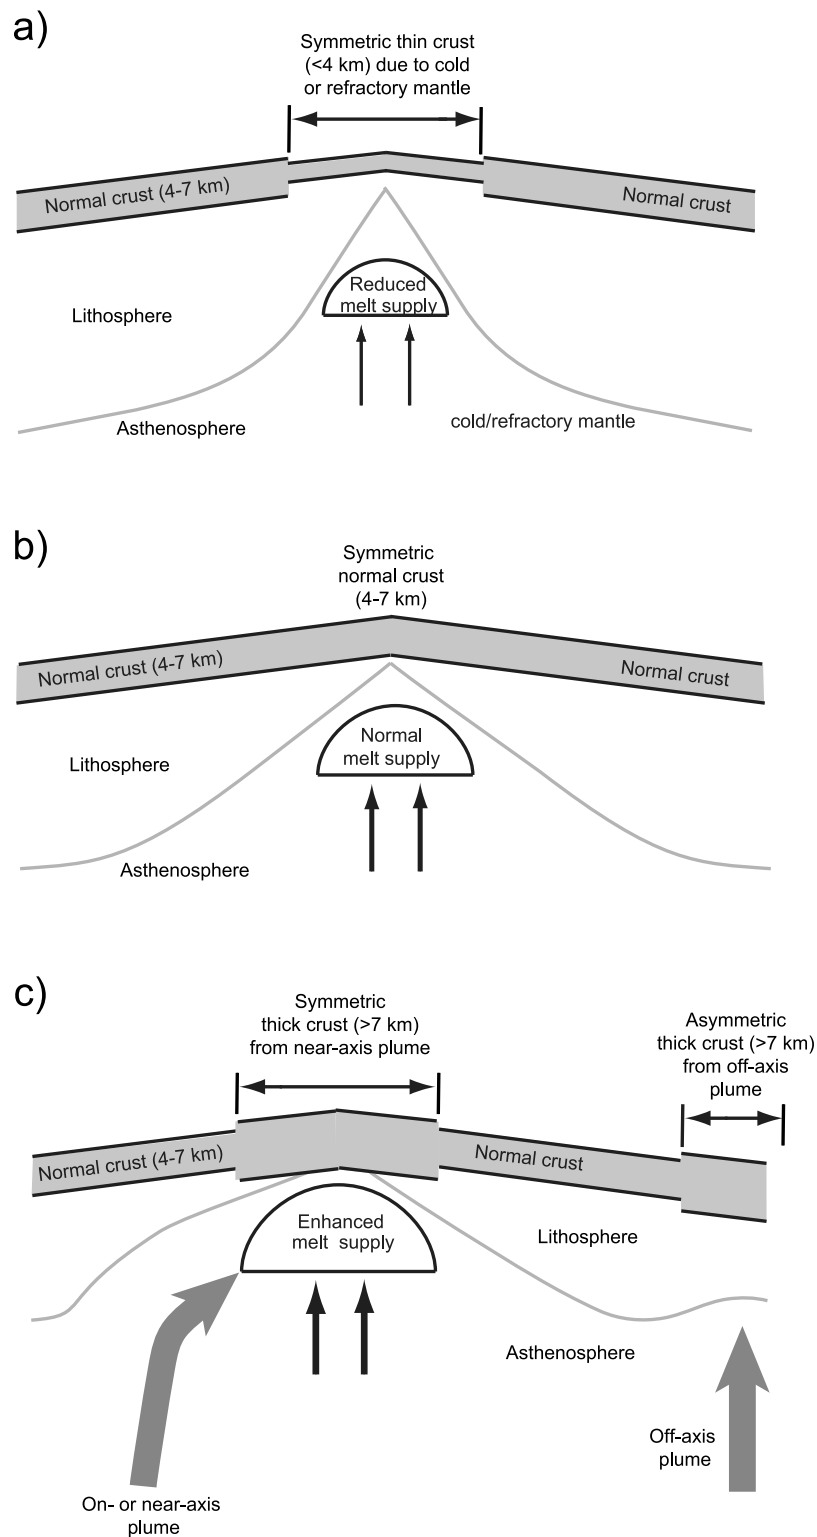 a)
Symmetric thin crust
(<4 km) due to cold
or refractory mantle
Normal crust (4-7 km)
Normal crust
Reduced
melt supply
Lithosphere
Asthenosphere
cold/refractory mantle
b)
Symmetric
normal crust
(4-7 km)
Normal crust (4-7 km)
Normal crust
Normal
melt supply
Lithosphere
Asthenosphere
c)
Symmetric
thick crust (>7 km)
from near-axis plume
Asymmetric
thick crust (>7 km)
from off-axis
plume
Normal crust (4-7 km)
Normal crust
Enhanced
melt supply
Lithosphere
Asthenosphere
Off-axis
plume
On- or near-axis
plume